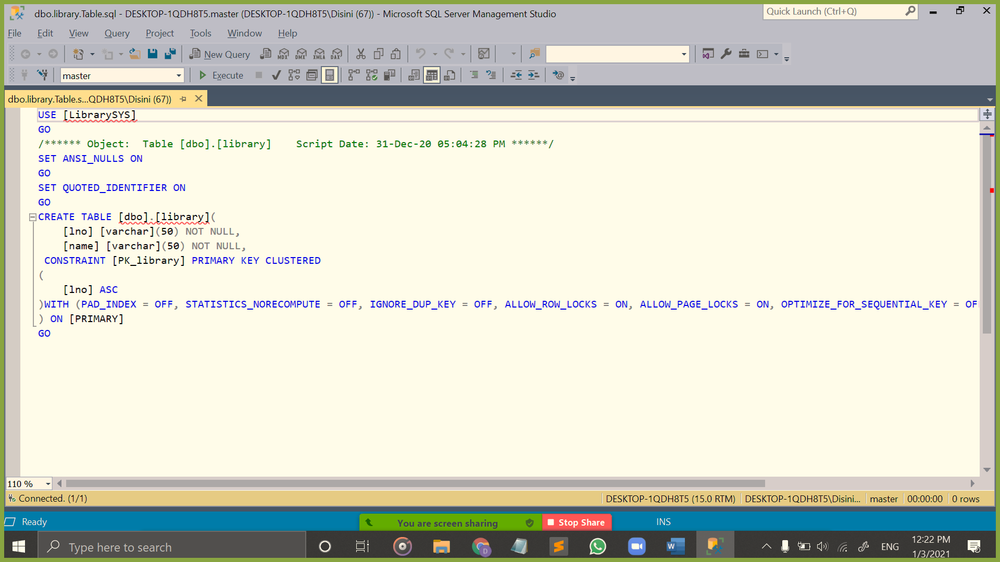 dbo.library.Table.sql - DESKTOP-1QDH8T5.master (DESKTOP-1QDH8T5\Disini (67)) - Microsoft SQL Server Management Studio
Quick Launch (Ctrl+Q)
File Edit View Query Project Tools Window Help
New Query MDX DMX XMLA DAX
master Execute
dbo.library.Table.s...QDH8T5\Disini (67))
USE [LibrarySYS]
GO
/****** Object:  Table [dbo].[library]    Script Date: 31-Dec-20 05:04:28 PM ******/
SET ANSI_NULLS ON
GO
SET QUOTED_IDENTIFIER ON
GO
CREATE TABLE [dbo].[library](
[lno] [varchar](50) NOT NULL,
[name] [varchar](50) NOT NULL,
CONSTRAINT [PK_library] PRIMARY KEY CLUSTERED
(
[lno] ASC
)WITH (PAD_INDEX = OFF, STATISTICS_NORECOMPUTE = OFF, IGNORE_DUP_KEY = OFF, ALLOW_ROW_LOCKS = ON, ALLOW_PAGE_LOCKS = ON, OPTIMIZE_FOR_SEQUENTIAL_KEY = OF
) ON [PRIMARY]
GO
110 %
Connected. (1/1) DESKTOP-1QDH8T5 (15.0 RTM) DESKTOP-1QDH8T5\Disini... master 00:00:00 0 rows
Ready You are screen sharing Stop Share INS
Type here to search D W ENG 12:22 PM
1/3/2021